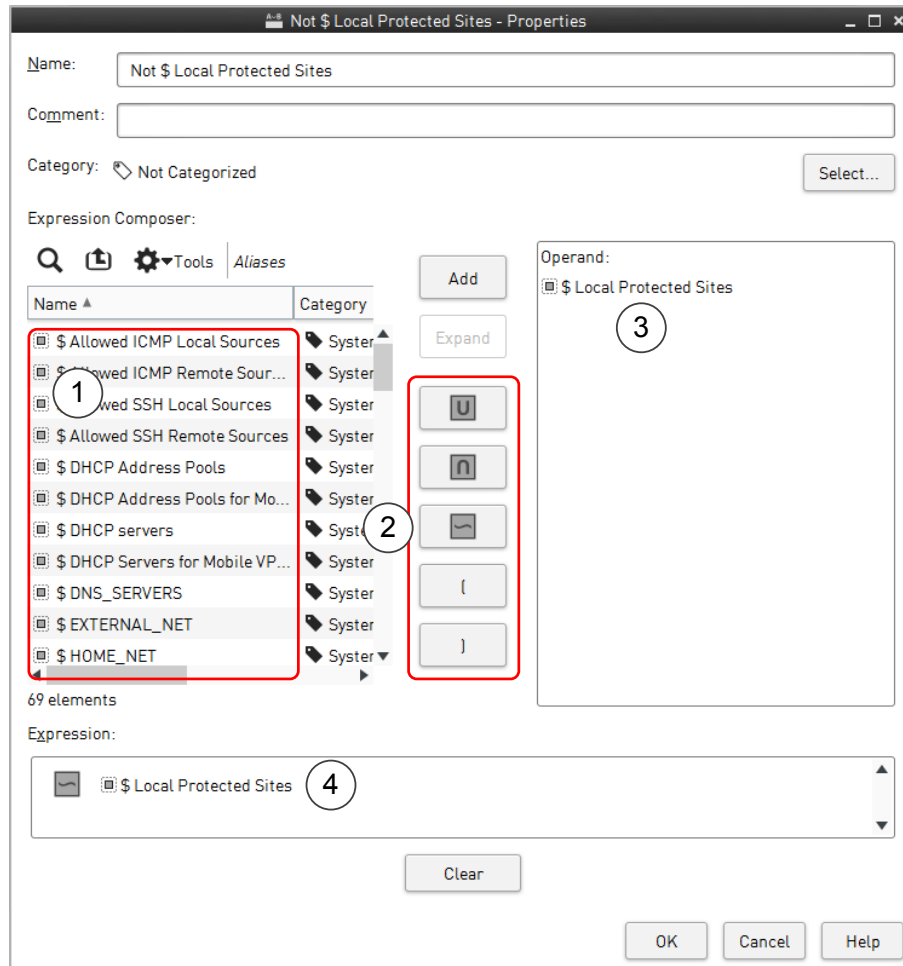 Not $ Local Protected Sites - Properties
Name: Not $ Local Protected Sites
Comment:
Category: Not Categorized Select...
Expression Composer:
Tools Aliases
Name Category
$ Allowed ICMP Local Sources Syster
$ Allowed ICMP Remote Sour... Syster
1
SSH Local Sources Syster
$ Allowed SSH Remote Sources Syster
$ DHCP Address Pools Syster
$ DHCP Address Pools for Mo... Syster
$ DHCP servers
$ DHCP Servers for Mobile VP... Syster
$ DNS_SERVERS Syster
$ EXTERNAL_NET Syster
$ HOME_NET Syster
69 elements
Add
Expand
U
∩
2
~
(
)
Operand:
$ Local Protected Sites
3
Expression:
~ $ Local Protected Sites 4
Clear
OK Cancel Help